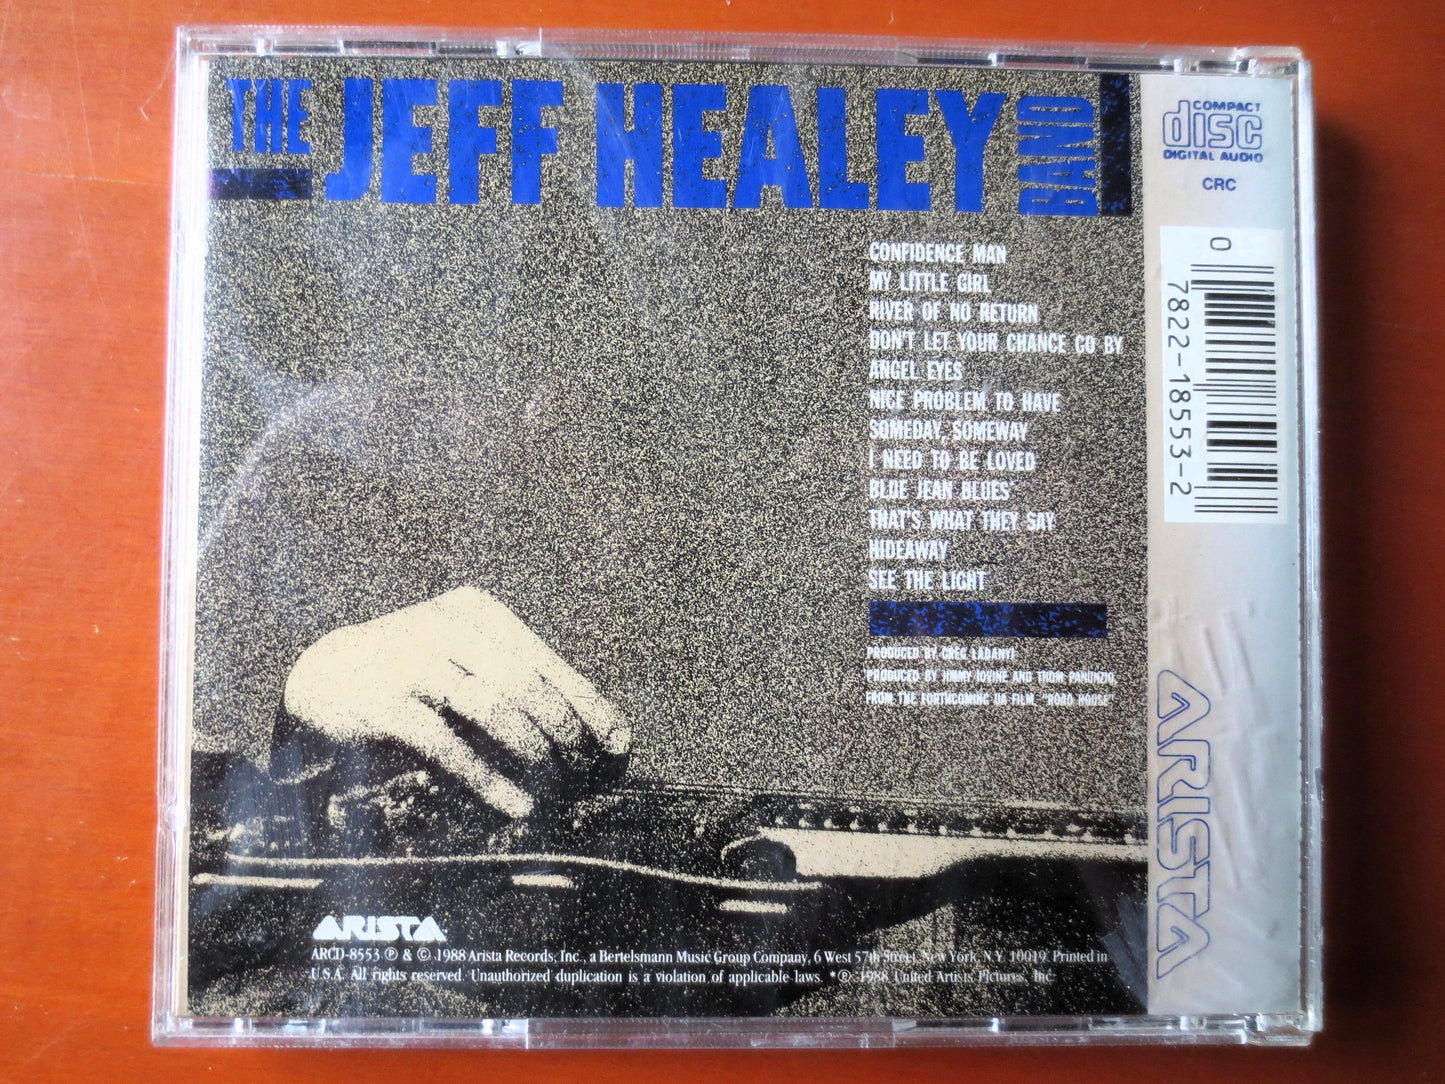 THE JEFF HEALEY BAND
CONFIDENCE MAN
MY LITTLE GIRL
RIVER OF NO RETURN
DON'T LET YOUR CHANCE GO BY
ANGEL EYES
NICE PROBLEM TO HAVE
SOMEDAY, SOMEWAY
I NEED TO BE LOVED
BLUE JEAN BLUES
THAT'S WHAT THEY SAY
HIDEAWAY
SEE THE LIGHT
PRODUCED BY GREG LADANYI
PRODUCED BY JIMMY IOVINE AND THOM PANUNZIO,
FROM THE FORTHCOMING UA FILM, "ROAD HOUSE"
ARISTA
ARCD-8553 ℗ & © 1988 Arista Records, Inc., a Bertelsmann Music Group Company, 6 West 57th Street, New York, N.Y. 10019. Printed in
U.S.A. All rights reserved. Unauthorized duplication is a violation of applicable laws. *℗ 1988 United Artists Pictures, Inc.
COMPACT
disc
DIGITAL AUDIO
CRC
0 7822-18553-2
ARISTA